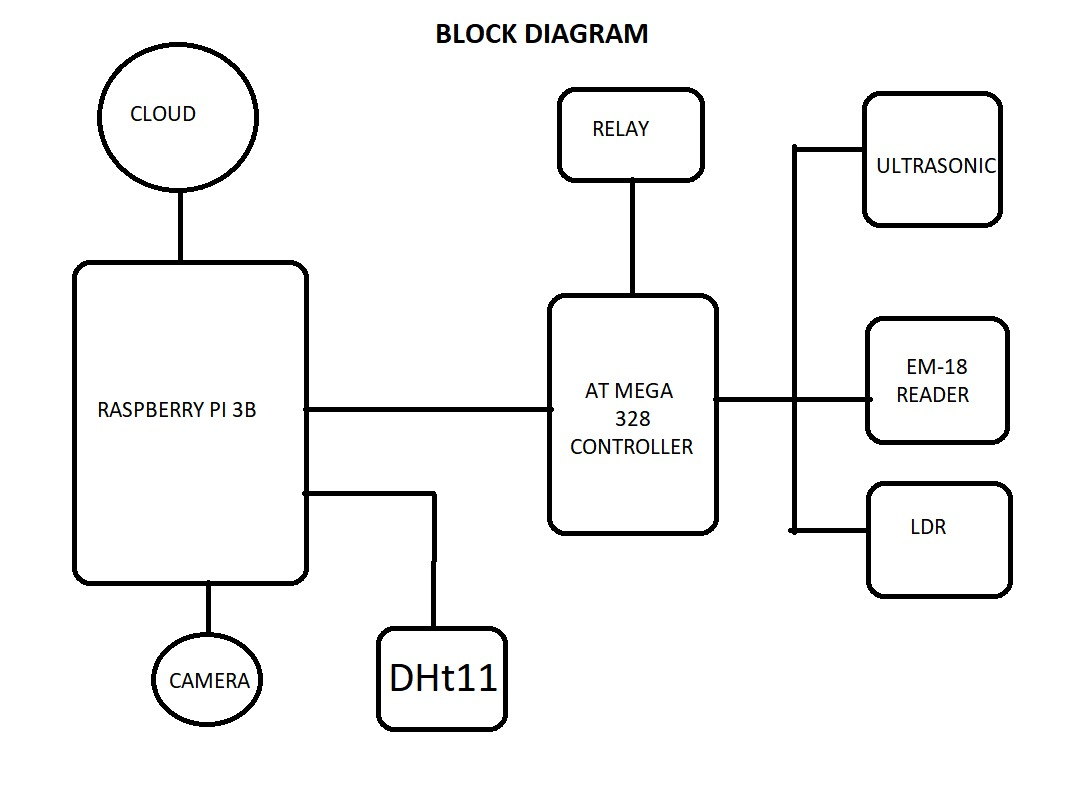 BLOCK DIAGRAM
CLOUD
RELAY
ULTRASONIC
RASPBERRY PI 3B
AT MEGA
328
CONTROLLER
EM-18
READER
LDR
CAMERA
DHt11